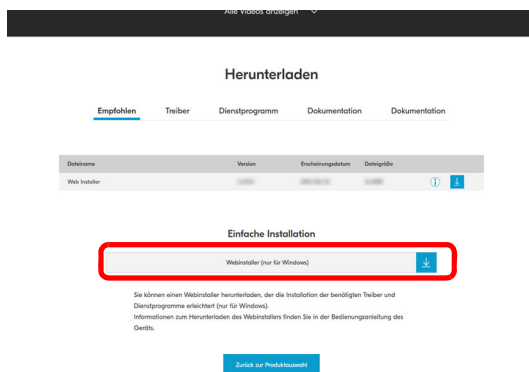 Alle Videos anzeigen
Herunterladen
Empfohlen Treiber Dienstprogramm Dokumentation Dokumentation
Dateiname Version Erscheinungsdatum Dateigröße
Web Installer
Einfache Installation
Webinstaller (nur für Windows)
Sie können einen Webinstaller herunterladen, der die Installation der benötigten Treiber und
Dienstprogramme erleichtert (nur für Windows).
Informationen zum Herunterladen des Webinstallers finden Sie in der Bedienungsanleitung des
Geräts.
Zurück zur Produktauswahl